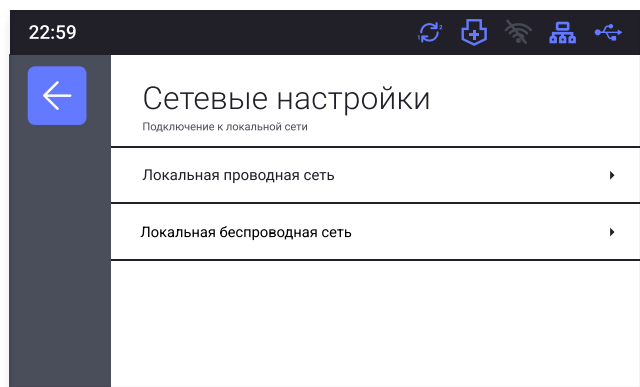 22:59
Сетевые настройки
Подключение к локальной сети
Локальная проводная сеть
Локальная беспроводная сеть